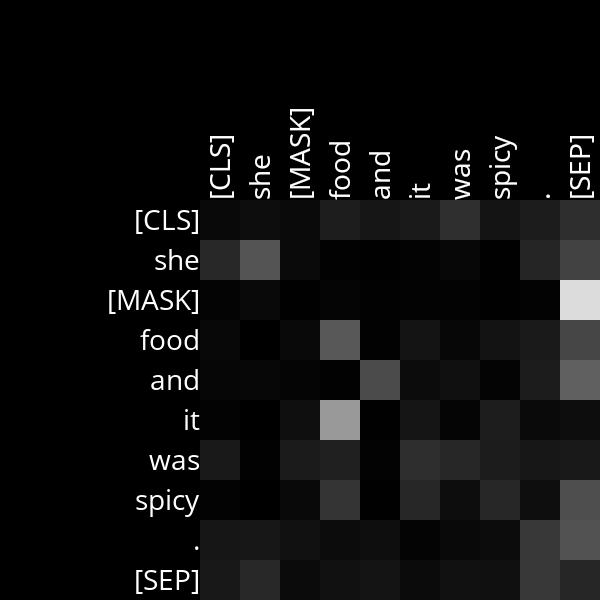 [CLS]
she
[MASK]
food
and
it
was
spicy
.
[SEP]
[CLS]
she
[MASK]
food
and
it
was
spicy
.
[SEP]